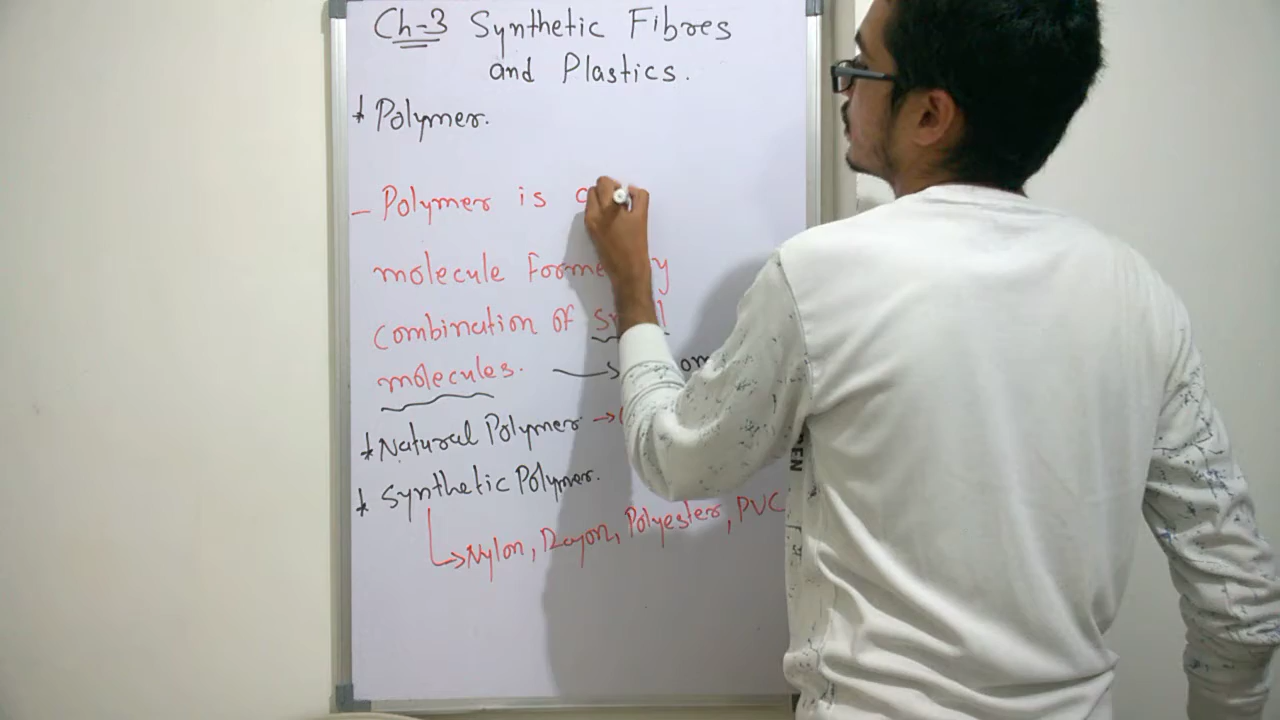 Ch-3 Synthetic Fibres
and Plastics.
* Polymer.
- Polymer is
molecule
combination of
molecules. →
* Natural Polymer →
* Synthetic Polymer.
↳ Nylon, Rayon, Polyester, PVC